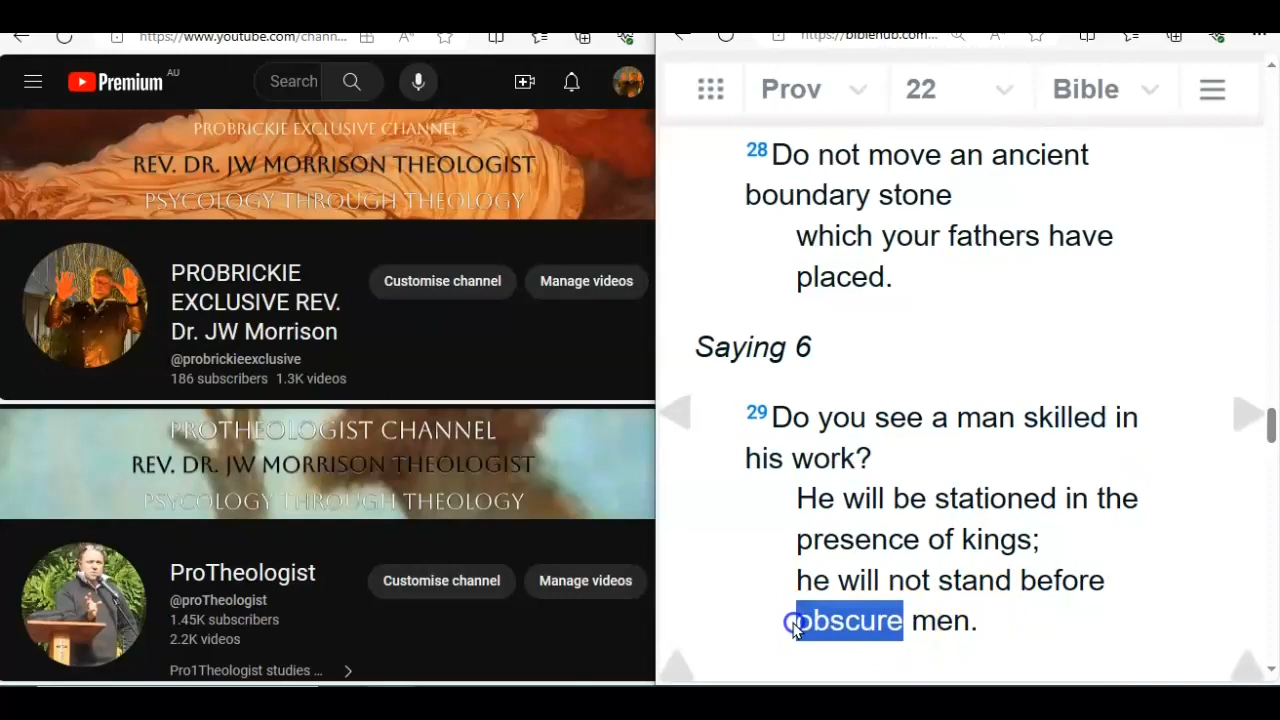 https://www.youtube.com/chann...
Premium
AU
Search
PROBRICKIE EXCLUSIVE CHANNEL
REV. DR. JW MORRISON THEOLOGIST
PSYCOLOGY THROUGH THEOLOGY
PROBRICKIE
EXCLUSIVE REV.
Dr. JW Morrison
@probrickieexclusive
186 subscribers 1.3K videos
Customise channel
Manage videos
PROTHEOLOGIST CHANNEL
REV. DR. JW MORRISON THEOLOGIST
PSYCOLOGY THROUGH THEOLOGY
ProTheologist
@proTheologist
1.45K subscribers
2.2K videos
Pro1Theologist studies ...
Customise channel
Manage videos
https://biblehub.com...
Prov 22 Bible
28 Do not move an ancient
boundary stone
which your fathers have
placed.
Saying 6
29 Do you see a man skilled in
his work?
He will be stationed in the
presence of kings;
he will not stand before
obscure men.